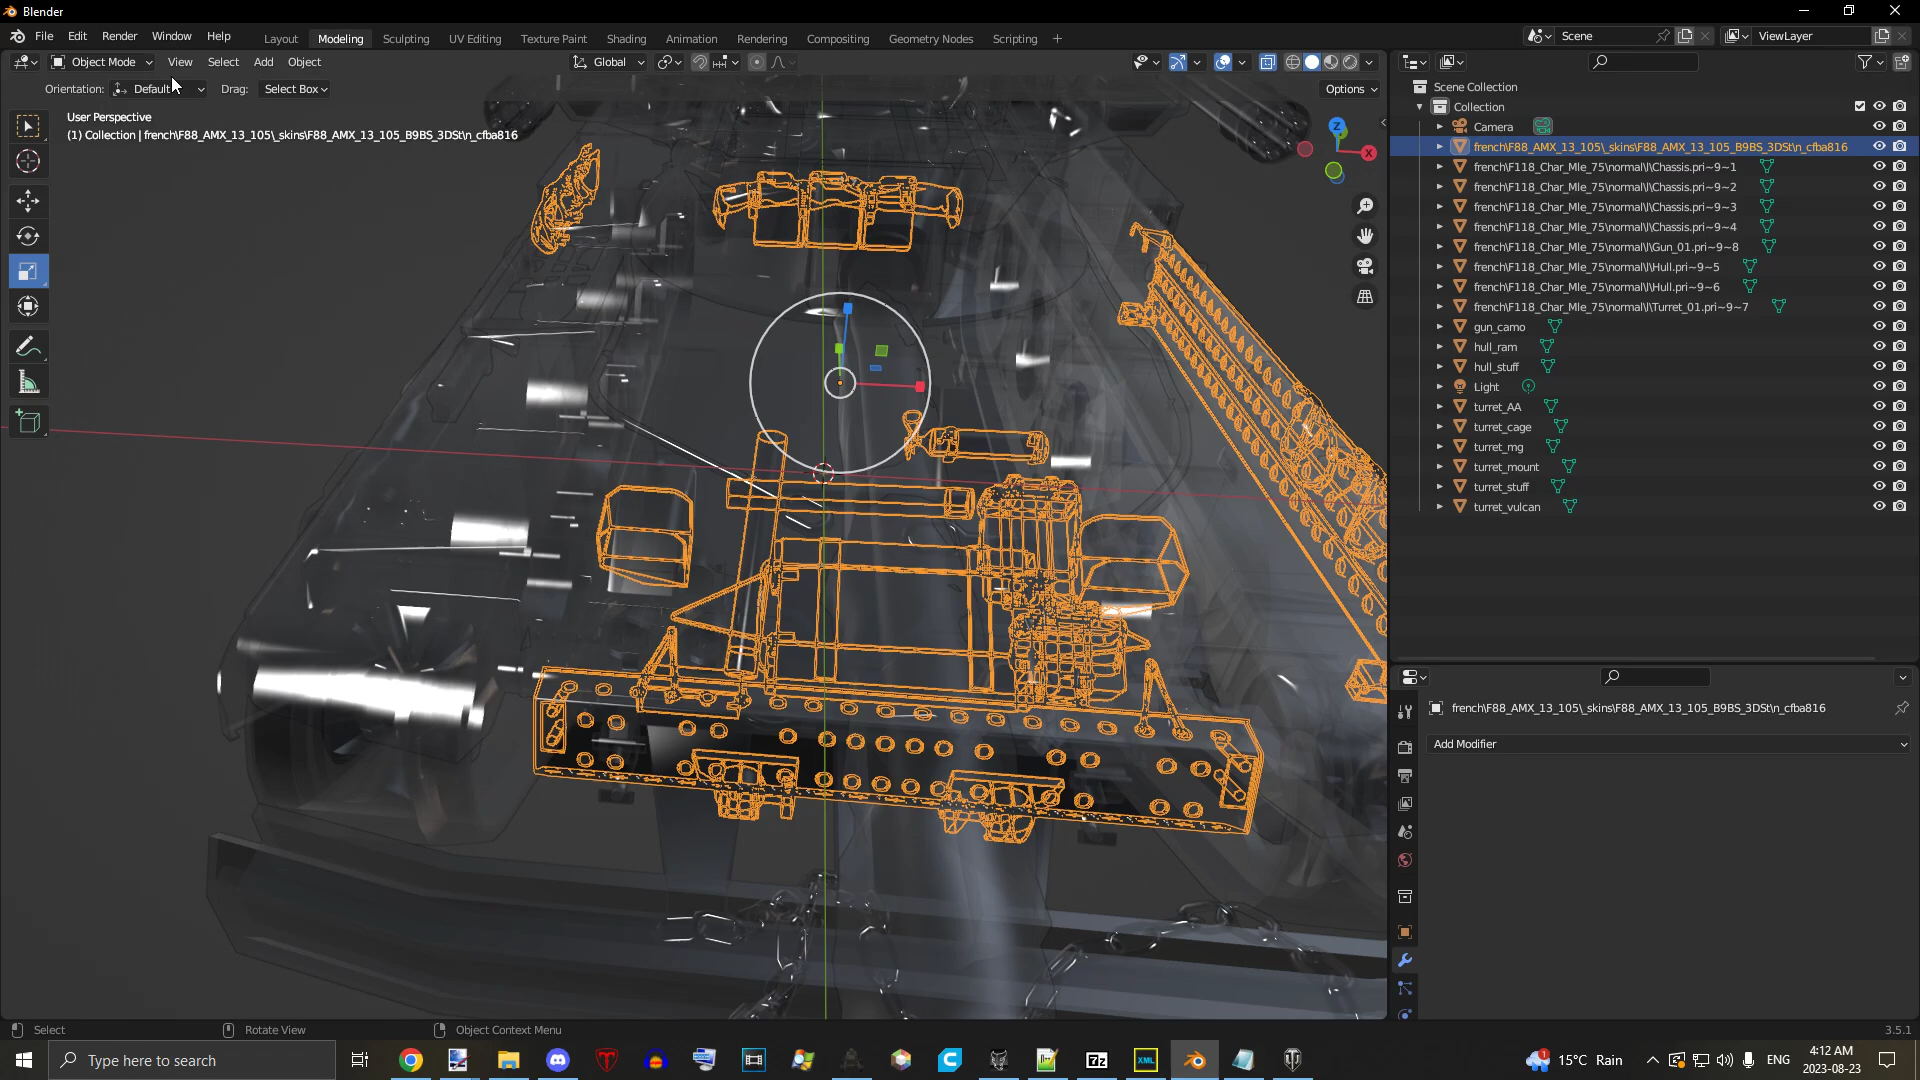 Blender
File Edit Render Window Help
Layout Modeling Sculpting UV Editing Texture Paint Shading Animation Rendering Compositing Geometry Nodes Scripting
Scene
ViewLayer
Object Mode View Select Add Object
Global
Orientation: Default Drag: Select Box
Options
User Perspective
(1) Collection | french\F88_AMX_13_105\_skins\F88_AMX_13_105_B9BS_3DSt\n_cfba816
Z
X
Scene Collection
Collection
Camera
french\F88_AMX_13_105\_skins\F88_AMX_13_105_B9BS_3DSt\n_cfba816
french\F118_Char_Mle_75\normal\l\Chassis.pri~9~1
french\F118_Char_Mle_75\normal\l\Chassis.pri~9~2
french\F118_Char_Mle_75\normal\l\Chassis.pri~9~3
french\F118_Char_Mle_75\normal\l\Chassis.pri~9~4
french\F118_Char_Mle_75\normal\l\Gun_01.pri~9~8
french\F118_Char_Mle_75\normal\l\Hull.pri~9~5
french\F118_Char_Mle_75\normal\l\Hull.pri~9~6
french\F118_Char_Mle_75\normal\l\Turret_01.pri~9~7
gun_camo
hull_ram
hull_stuff
Light
turret_AA
turret_cage
turret_mg
turret_mount
turret_stuff
turret_vulcan
french\F88_AMX_13_105\_skins\F88_AMX_13_105_B9BS_3DSt\n_cfba816
Add Modifier
Select Rotate View Object Context Menu
3.5.1
Type here to search
7z
XML
1
15°C Rain
ENG
4:12 AM
2023-08-23